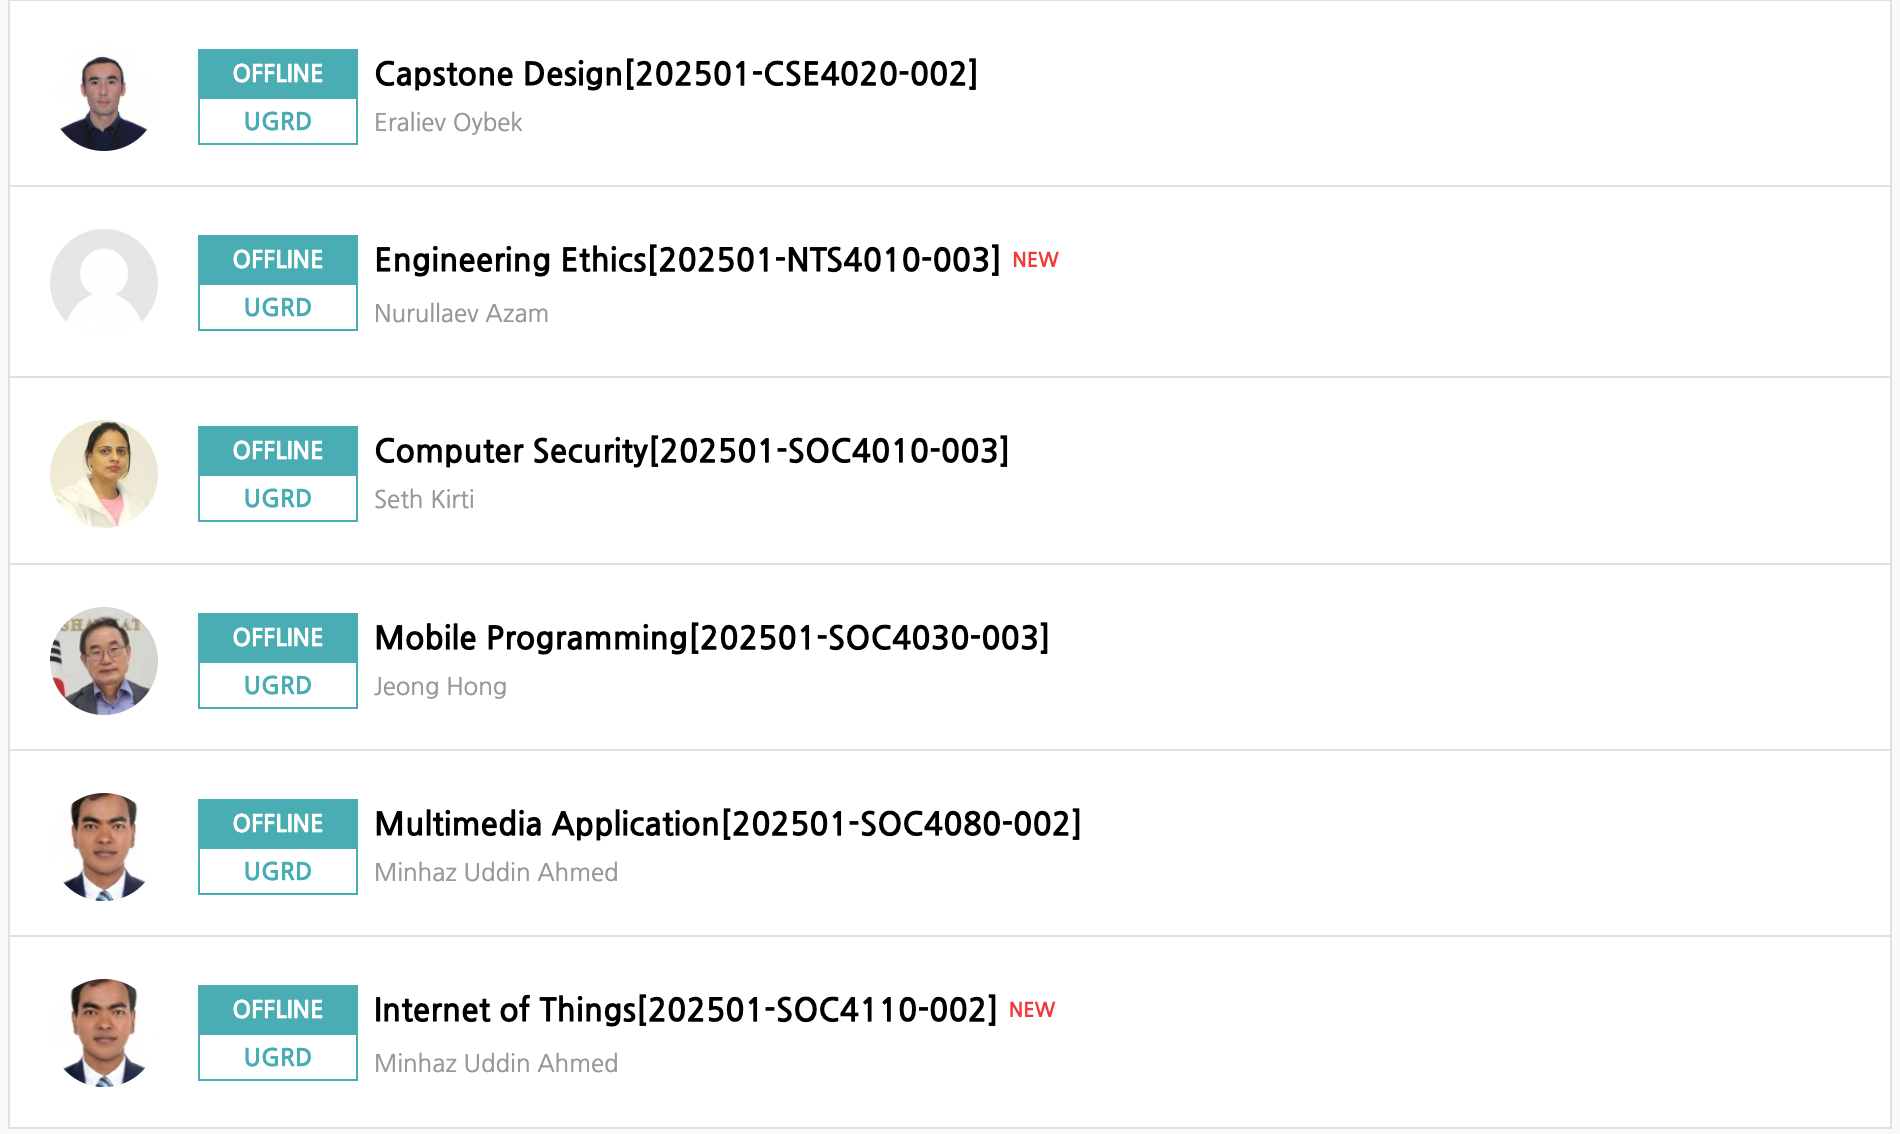 OFFLINE
UGRD
Capstone Design[202501-CSE4020-002]
Eraliev Oybek
OFFLINE
UGRD
Engineering Ethics[202501-NTS4010-003] NEW
Nurullaev Azam
OFFLINE
UGRD
Computer Security[202501-SOC4010-003]
Seth Kirti
OFFLINE
UGRD
Mobile Programming[202501-SOC4030-003]
Jeong Hong
OFFLINE
UGRD
Multimedia Application[202501-SOC4080-002]
Minhaz Uddin Ahmed
OFFLINE
UGRD
Internet of Things[202501-SOC4110-002] NEW
Minhaz Uddin Ahmed